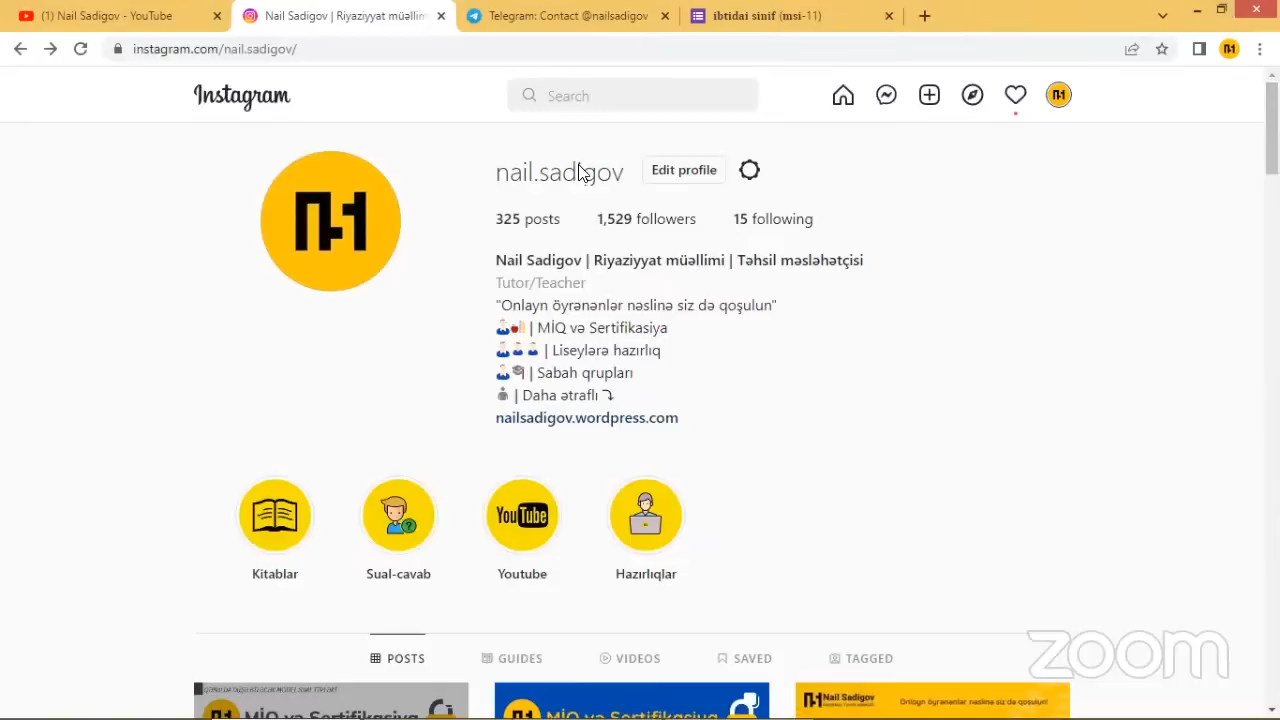 (1) Nail Sadigov - YouTube
Nail Sadigov | Riyaziyyat müəllim
Telegram: Contact @nailsadigov
ibtidai sinif (msi-11)
instagram.com/nail.sadigov/
Instagram
Search
nail.sadigov
Edit profile
325 posts
1,529 followers
15 following
Nail Sadigov | Riyaziyyat müəllimi | Təhsil məsləhətçisi
Tutor/Teacher
"Onlayn öyrənənlər nəslinə siz də qoşulun"
| MİQ və Sertifikasiya
| Liseylərə hazırlıq
| Sabah qrupları
| Daha ətraflı
nailsadigov.wordpress.com
YouTube
Kitablar
Sual-cavab
Youtube
Hazırlıqlar
zoom
POSTS
GUIDES
VIDEOS
SAVED
TAGGED
MİQ və Sertifikasiya
MİQ və Sertifikasiya
Nail Sadigov
Onlayn öyrənənlər nəslinə siz də qoşulun!